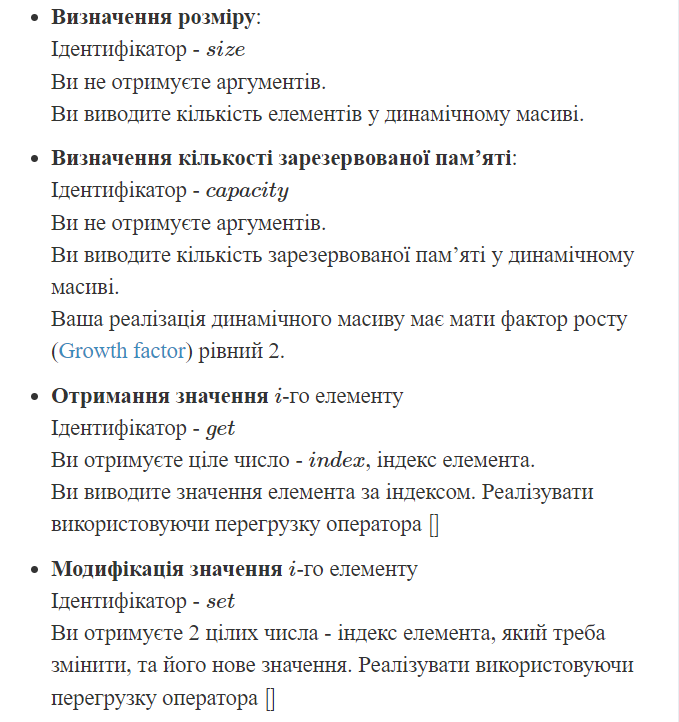 Визначення розміру:
Ідентифікатор - size
Ви не отримуєте аргументів.
Ви виводите кількість елементів у динамічному масиві.
Визначення кількості зарезервованої пам’яті:
Ідентифікатор - capacity
Ви не отримуєте аргументів.
Ви виводите кількість зарезервованої пам’яті у динамічному
масиві.
Ваша реалізація динамічного масиву має мати фактор росту
(Growth factor) рівний 2.
Отримання значення i-го елементу
Ідентифікатор - get
Ви отримуєте ціле число - index, індекс елемента.
Ви виводите значення елемента за індексом. Реалізувати
використовуючи перегрузку оператора []
Модифікація значення i-го елементу
Ідентифікатор - set
Ви отримуєте 2 цілих числа - індекс елемента, який треба
змінити, та його нове значення. Реалізувати використовуючи
перегрузку оператора []